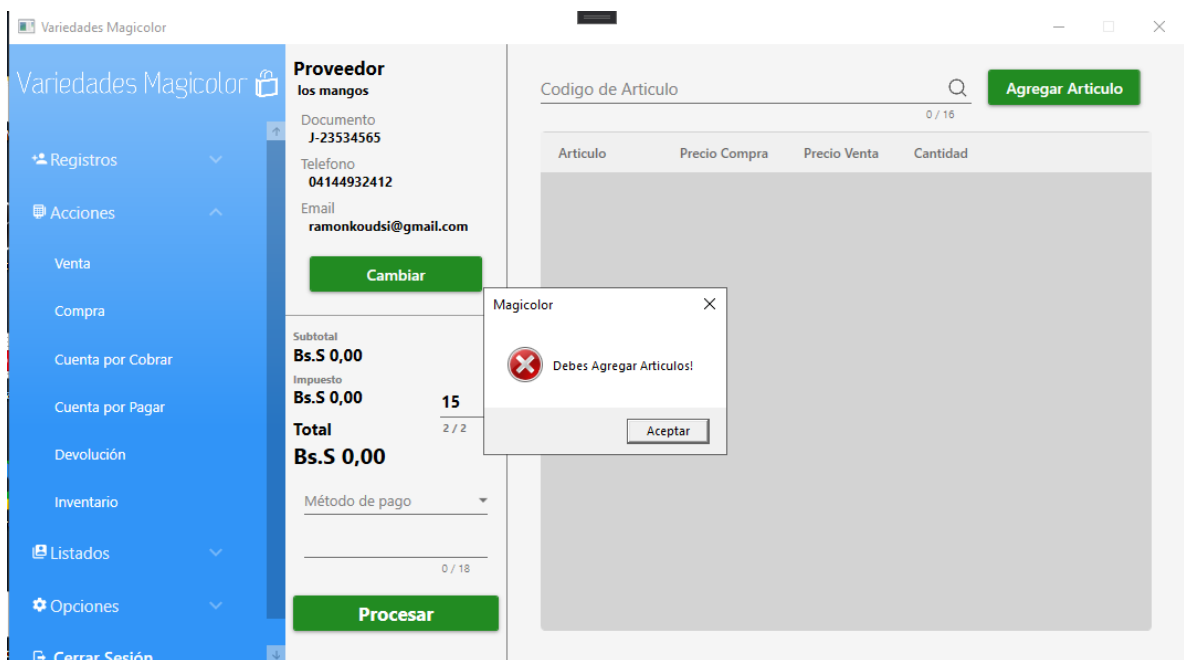 Variedades Magicolor
Variedades Magicolor
Registros
Acciones
Venta
Compra
Cuenta por Cobrar
Cuenta por Pagar
Devolución
Inventario
Listados
Opciones
Cerrar Sesión
Proveedor
los mangos
Documento
J-23534565
Telefono
04144932412
Email
ramonkoudsi@gmail.com
Cambiar
Subtotal
Bs.S 0,00
Impuesto
Bs.S 0,00
15
2 / 2
Total
Bs.S 0,00
Método de pago
0 / 18
Procesar
Codigo de Articulo
0 / 16
Agregar Articulo
Articulo Precio Compra Precio Venta Cantidad
Magicolor
Debes Agregar Articulos!
Aceptar